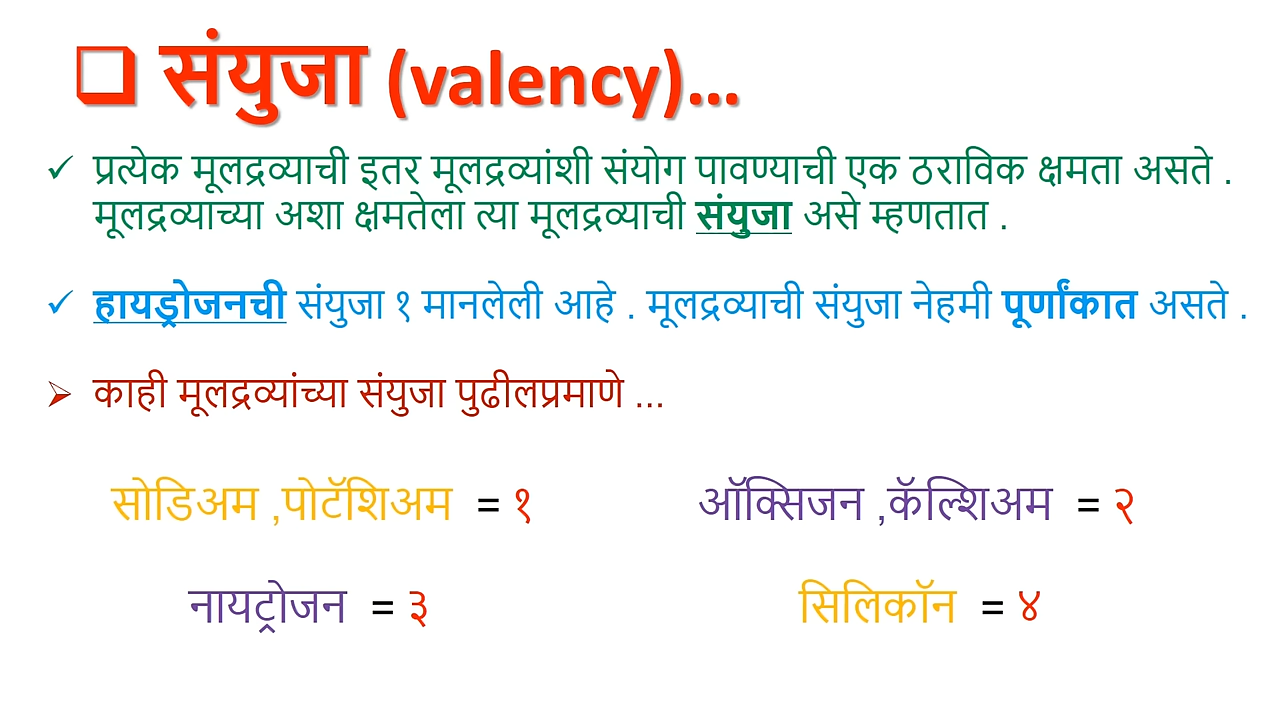 संयुजा (valency)...
प्रत्येक मूलद्रव्याची इतर मूलद्रव्यांशी संयोग पावण्याची एक ठराविक क्षमता असते .
मूलद्रव्याच्या अशा क्षमतेला त्या मूलद्रव्याची संयुजा असे म्हणतात .
हायड्रोजनची संयुजा १ मानलेली आहे . मूलद्रव्याची संयुजा नेहमी पूर्णांकात असते .
काही मूलद्रव्यांच्या संयुजा पुढीलप्रमाणे ...
सोडिअम ,पोटॅशिअम = १ ऑक्सिजन ,कॅल्शिअम = २
नायट्रोजन = ३ सिलिकॉन = ४